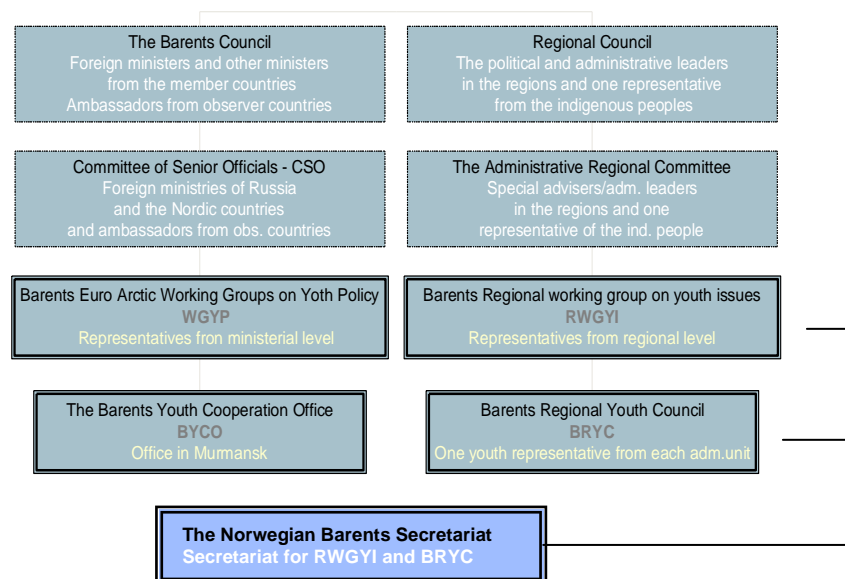 The Barents Council
Foreign ministers and other ministers
from the member countries
Ambassadors from observer countries
Regional Council
The political and administrative leaders
in the regions and one representative
from the indigenous peoples
Committee of Senior Officials - CSO
Foreign ministries of Russia
and the Nordic countries
and ambassadors from obs. countries
The Administrative Regional Committee
Special advisers/adm. leaders
in the regions and one
representative of the ind. people
Barents Euro Arctic Working Groups on Yoth Policy
WGYP
Representatives fron ministerial level
Barents Regional working group on youth issues
RWGYI
Representatives from regional level
The Barents Youth Cooperation Office
BYCO
Office in Murmansk
Barents Regional Youth Council
BRYC
One youth representative from each adm.unit
The Norwegian Barents Secretariat
Secretariat for RWGYI and BRYC